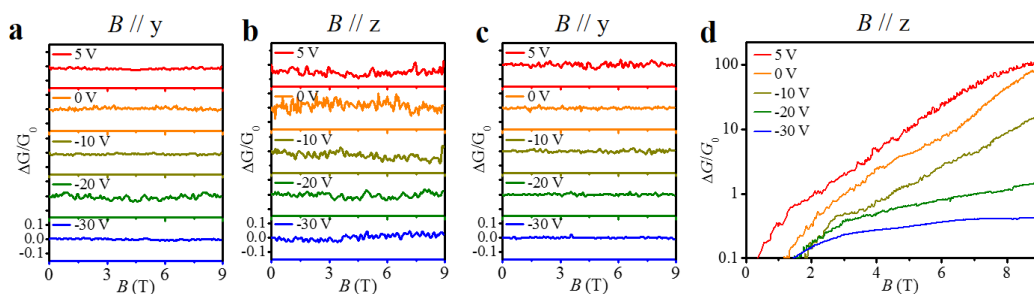 a
B // y
5 V
0 V
-10 V
-20 V
-30 V
ΔG/G₀
0.1
0.0
-0.1
0 3 6 9
B (T)
b
B // z
5 V
0 V
-10 V
-20 V
-30 V
ΔG/G₀
0.1
0.0
-0.1
0 3 6 9
B (T)
c
B // y
5 V
0 V
-10 V
-20 V
-30 V
ΔG/G₀
0.1
0.0
-0.1
0 3 6 9
B (T)
d
B // z
5 V
0 V
-10 V
-20 V
-30 V
ΔG/G₀
100
10
1
0.1
2 4 6 8
B (T)